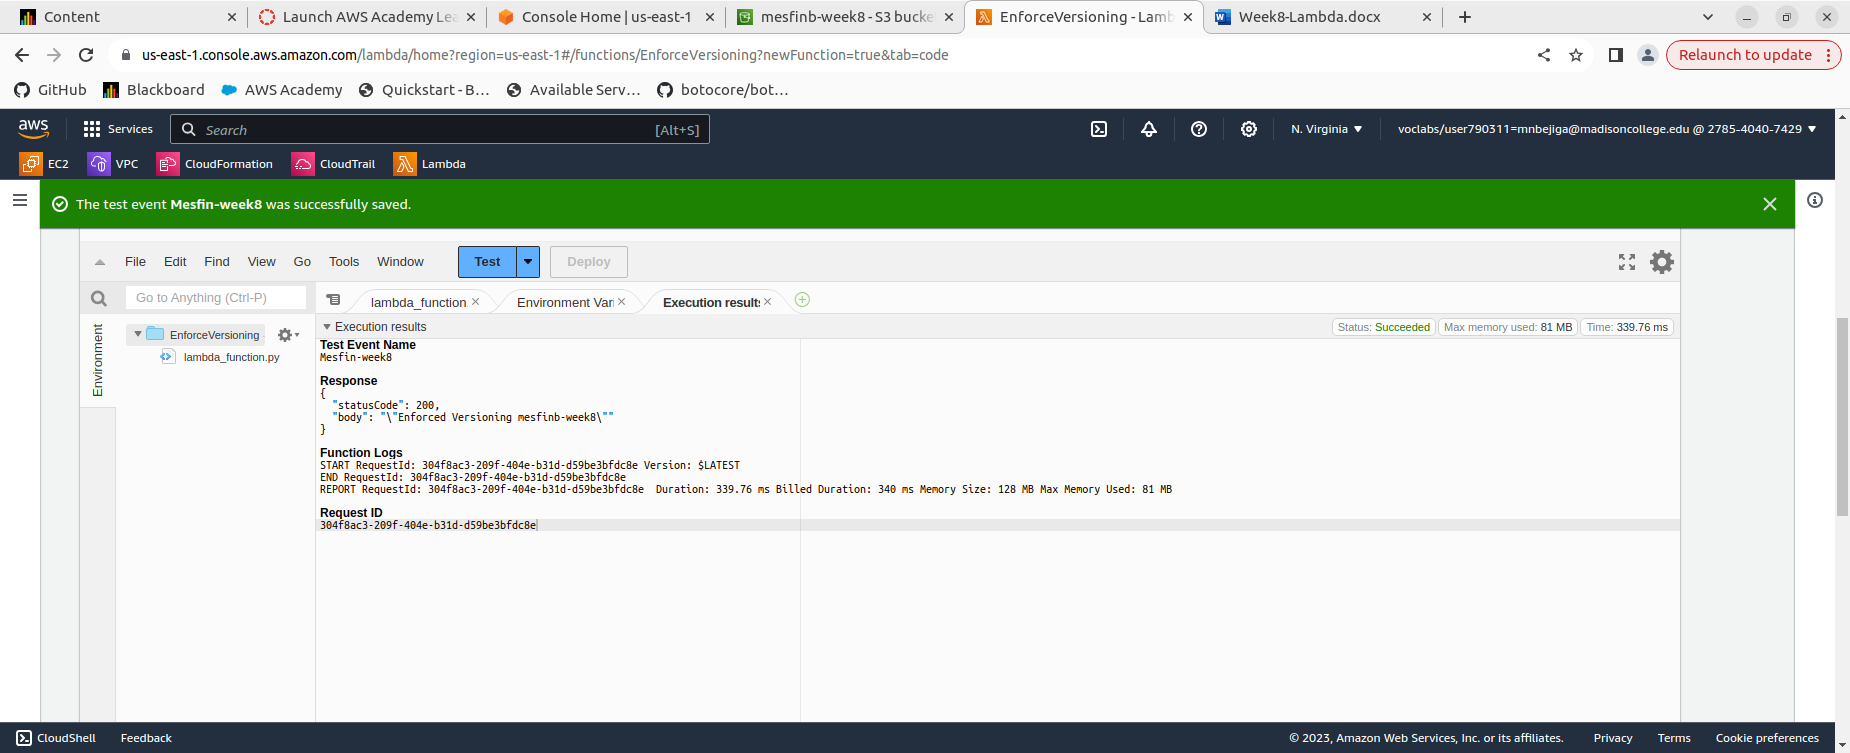 Content
Launch AWS Academy Le
Console Home | us-east-1
mesfinb-week8 - S3 bucke
EnforceVersioning - Lamb
Week8-Lambda.docx
us-east-1.console.aws.amazon.com/lambda/home?region=us-east-1#/functions/EnforceVersioning?newFunction=true&tab=code
Relaunch to update
GitHub
Blackboard
AWS Academy
Quickstart - B...
Available Serv...
botocore/bot...
aws
Services
Search
[Alt+S]
N. Virginia
voclabs/user790311=mnbejiga@madisoncollege.edu @ 2785-4040-7429
EC2
VPC
CloudFormation
CloudTrail
Lambda
The test event Mesfin-week8 was successfully saved.
File Edit Find View Go Tools Window
Test
Deploy
Go to Anything (Ctrl-P)
lambda_function.
Environment Vari
Execution results
Environment
EnforceVersioning
lambda_function.py
Execution results
Status: Succeeded
Max memory used: 81 MB
Time: 339.76 ms
Test Event Name
Mesfin-week8
Response
{
"statusCode": 200,
"body": "\"Enforced Versioning mesfinb-week8\""
}
Function Logs
START RequestId: 304f8ac3-209f-404e-b31d-d59be3bfdc8e Version: $LATEST
END RequestId: 304f8ac3-209f-404e-b31d-d59be3bfdc8e
REPORT RequestId: 304f8ac3-209f-404e-b31d-d59be3bfdc8e Duration: 339.76 ms Billed Duration: 340 ms Memory Size: 128 MB Max Memory Used: 81 MB
Request ID
304f8ac3-209f-404e-b31d-d59be3bfdc8e
CloudShell
Feedback
© 2023, Amazon Web Services, Inc. or its affiliates.
Privacy
Terms
Cookie preferences